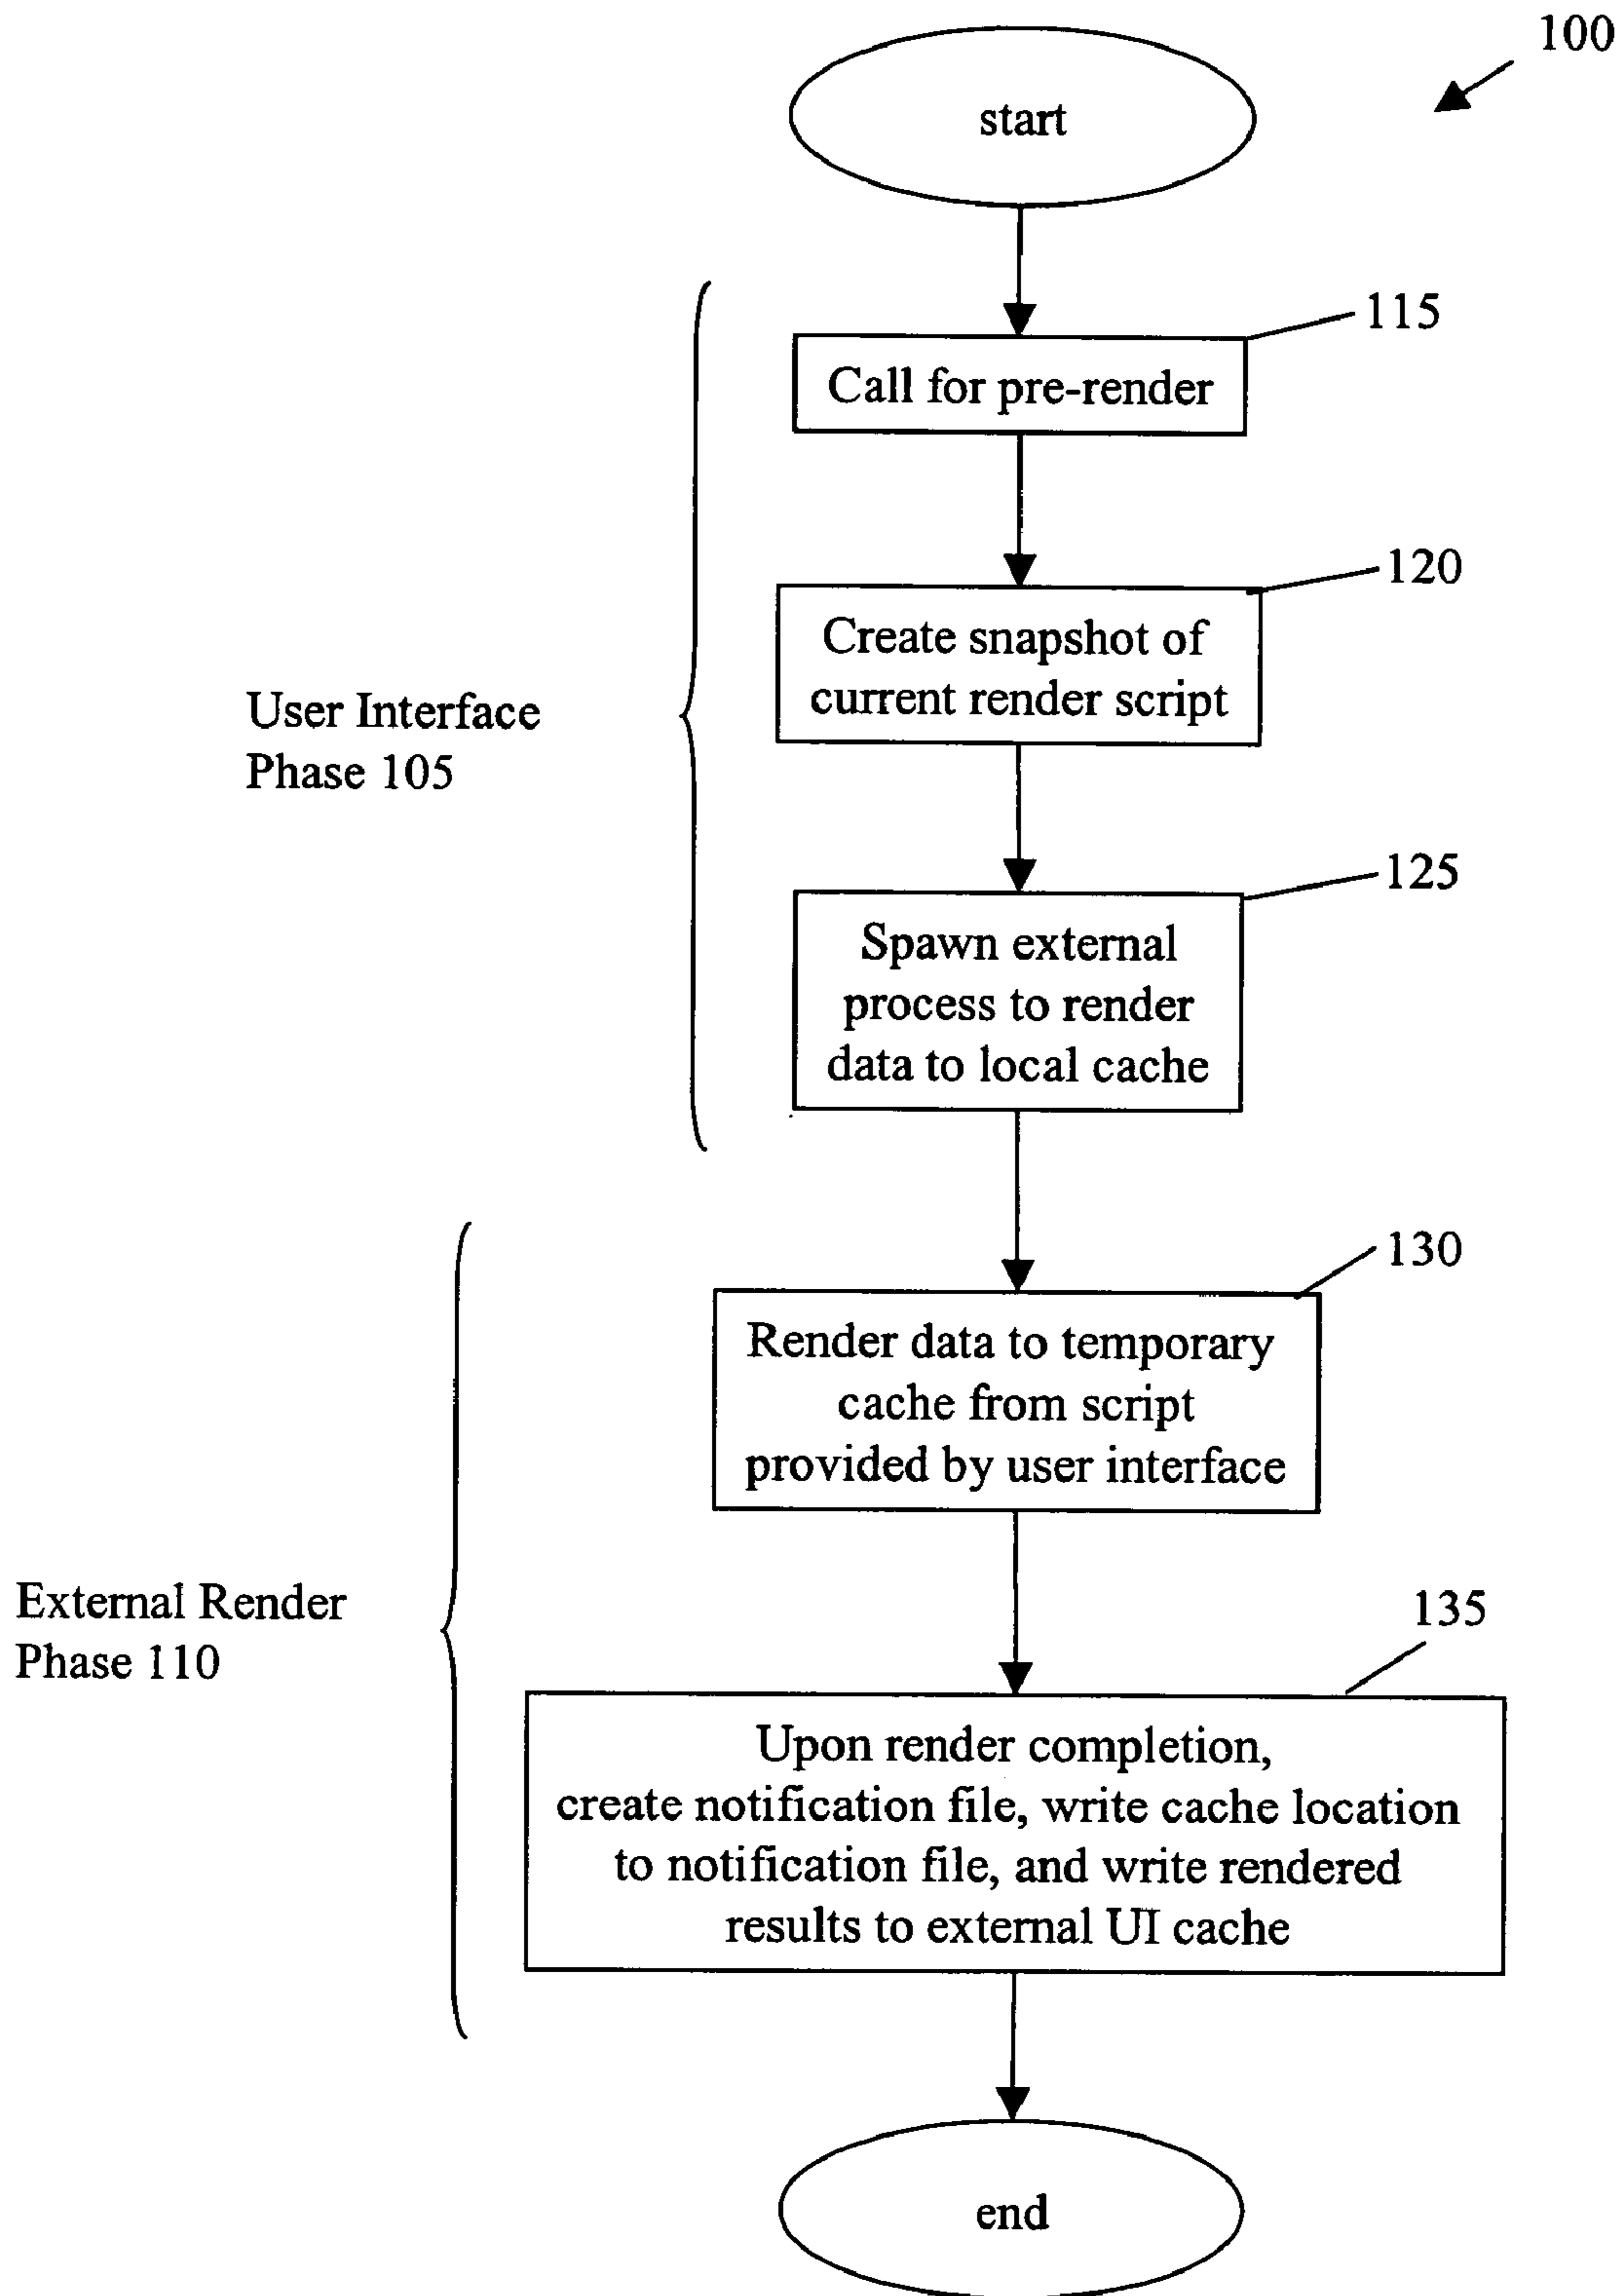 100
start
115
Call for pre-render
120
Create snapshot of
current render script
User Interface
Phase 105
125
Spawn external
process to render
data to local cache
130
Render data to temporary
cache from script
provided by user interface
External Render
Phase 110
135
Upon render completion,
create notification file, write cache location
to notification file, and write rendered
results to external UI cache
end